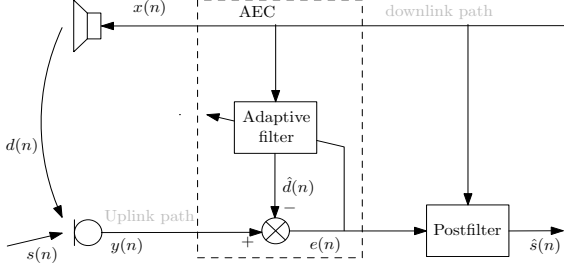 x(n)
AEC
downlink path
Adaptive
filter
d(n)
d̂(n)
−
Uplink path
+
s(n)
y(n)
e(n)
Postfilter
ŝ(n)